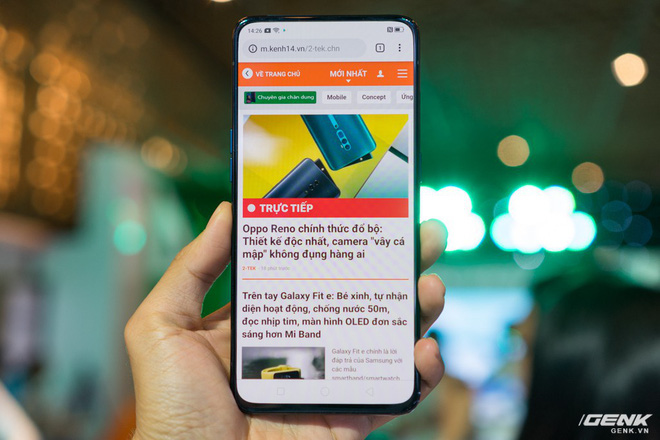 14:26
m.kenh14.vn/2-tek.chn
1
VỀ TRANG CHỦ
MỚI NHẤT
Chuyên gia chân dung
Mobile
Concept
Ứng
TRỰC TIẾP
Oppo Reno chính thức đổ bộ:
Thiết kế độc nhất, camera "vây cá
mập" không đụng hàng ai
2-TEK
Trên tay Galaxy Fit e: Bé xinh, tự nhận
diện hoạt động, chống nước 50m,
đọc nhịp tim, màn hình OLED đơn sắc
sáng hơn Mi Band
Galaxy Fit e chính là lời
đáp trả của Samsung với
các mẫu
smartband/smartwatch
GENK
GENK.VN